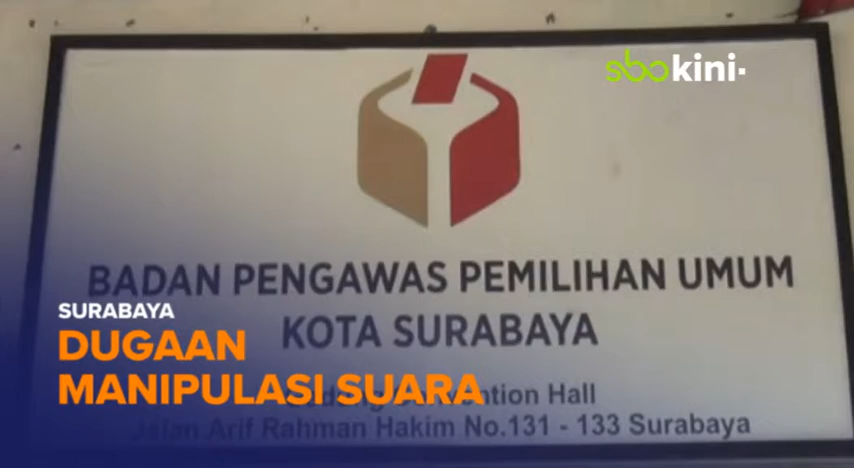 sbokini.
BADAN PENGAWAS PEMILIHAN UMUM
KOTA SURABAYA
SURABAYA
DUGAAN
MANIPULASI SUARA
Hall
Jalan Arif Rahman Hakim No.131 - 133 Surabaya